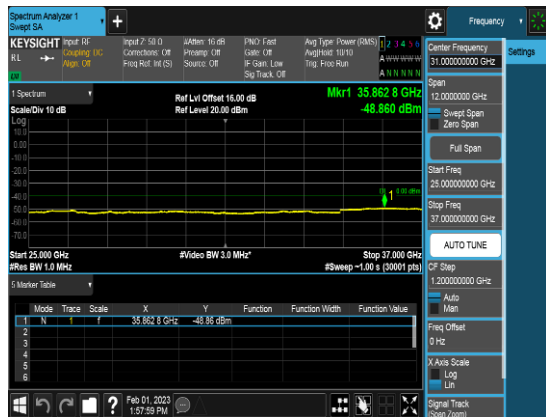 Spectrum Analyzer 1
Swept SA
Frequency
KEYSIGHT
RL
Input: RF
Coupling: DC
Align: Off
Input Z: 50 Ω
Corrections: Off
Freq Ref: Int (S)
#Atten: 16 dB
Preamp: Off
Source: Off
PNO: Fast
Gate: Off
IF Gain: Low
Sig Track: Off
Avg Type: Power (RMS)
Avg|Hold: 10/10
Trig: Free Run
1 2 3 4 5 6
A W W W W W
A N N N N N
LV
1 Spectrum
Scale/Div 10 dB
Ref Lvl Offset 16.00 dB
Ref Level 20.00 dBm
Mkr1 35.862 8 GHz
-48.860 dBm
Log
10.0
0.00
-10.0
-20.0
-30.0
-40.0
-50.0
-60.0
-70.0
1
0.00 dBm
Start 25.000 GHz
#Res BW 1.0 MHz
#Video BW 3.0 MHz*
Stop 37.000 GHz
#Sweep ~1.00 s (30001 pts)
5 Marker Table
Mode Trace Scale X Y Function Function Width Function Value
1 N 1 f 35.862 8 GHz -48.86 dBm
2
3
4
5
6
Feb 01, 2023
1:57:59 PM
Center Frequency
31.000000000 GHz
Settings
Span
12.0000000 GHz
Swept Span
Zero Span
Full Span
Start Freq
25.000000000 GHz
Stop Freq
37.000000000 GHz
AUTO TUNE
CF Step
1.200000000 GHz
Auto
Man
Freq Offset
0 Hz
X Axis Scale
Log
Lin
Signal Track
(Span Zoom)